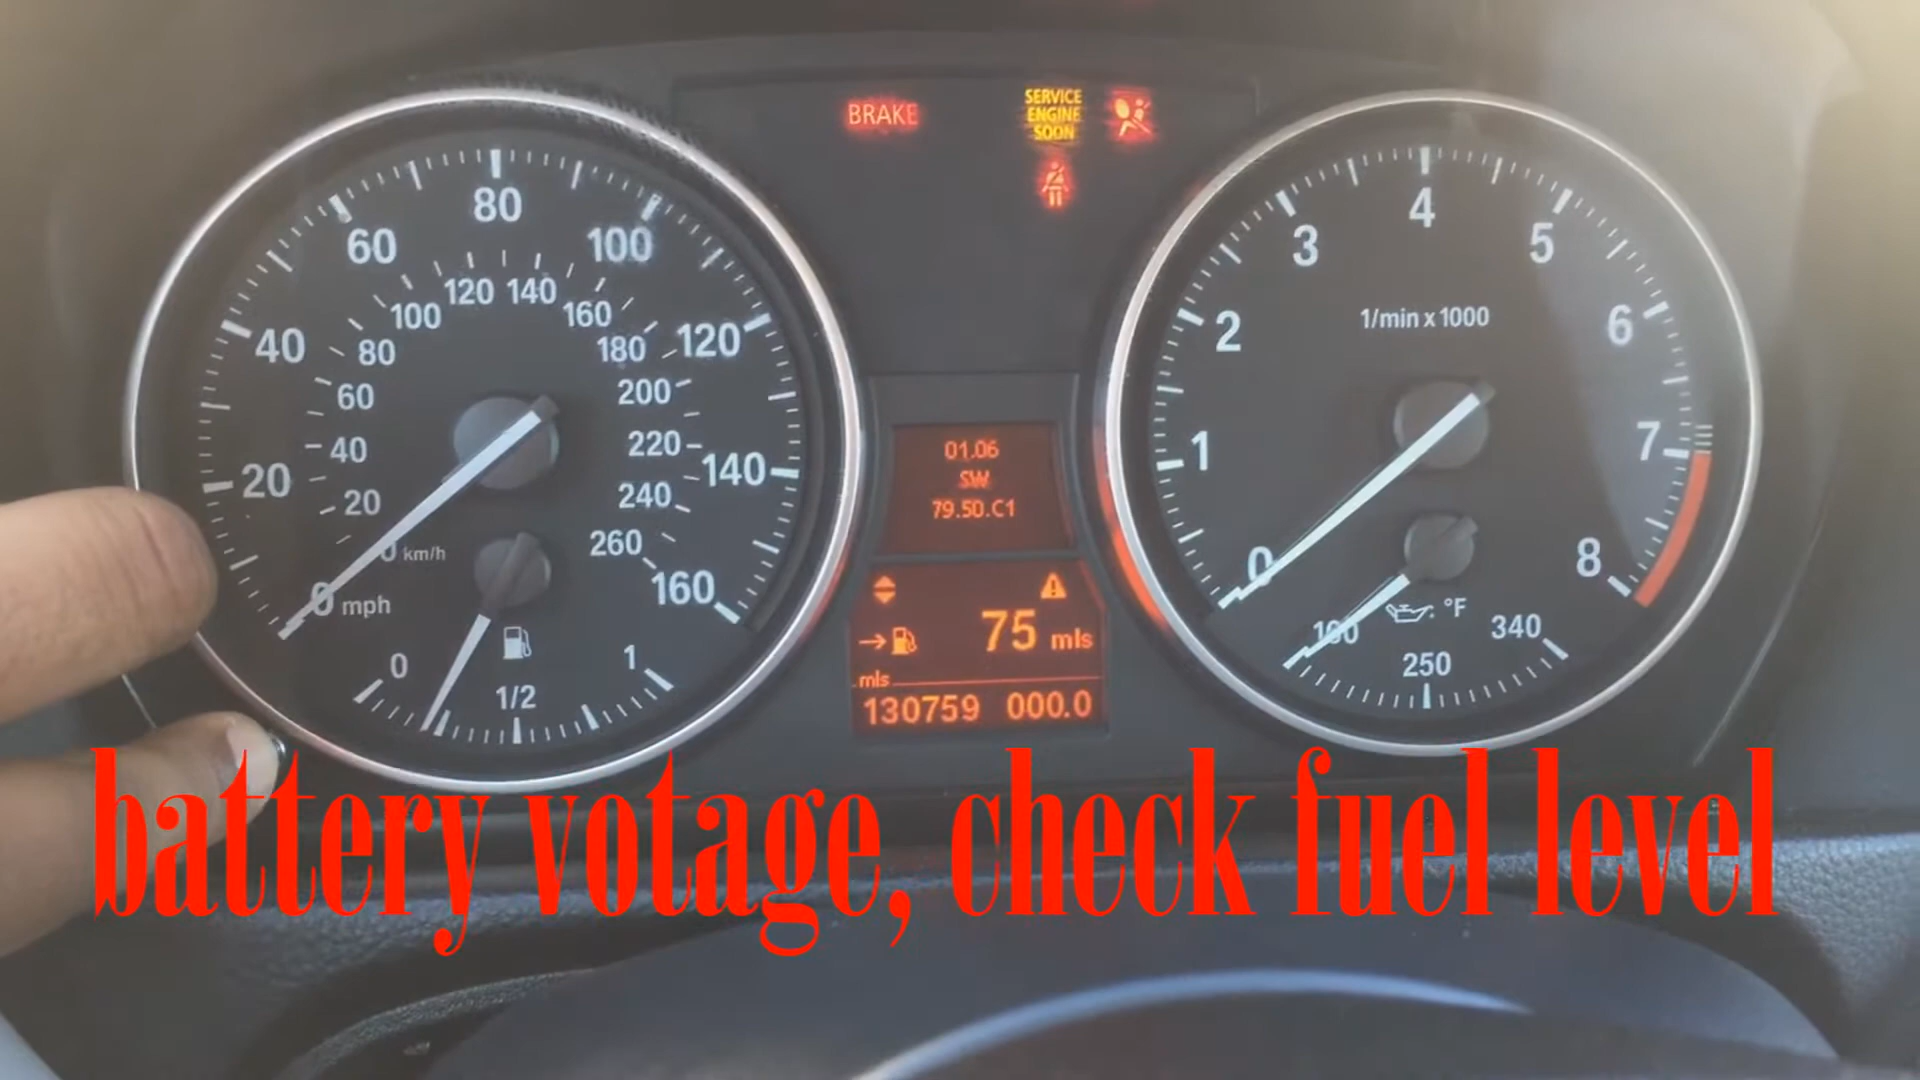 BRAKE
SERVICE
ENGINE
SOON
0 20 40 60 80 100 120 140 160
mph
0 20 40 60 80 100 120 140 160 180 200 220 240 260
km/h
0 1/2 1
01.06
SW
79.50.C1
75 mls
mls
130759 000.0
0 1 2 3 4 5 6 7 8
1/min x 1000
°F
250 340
battery votage, check fuel level